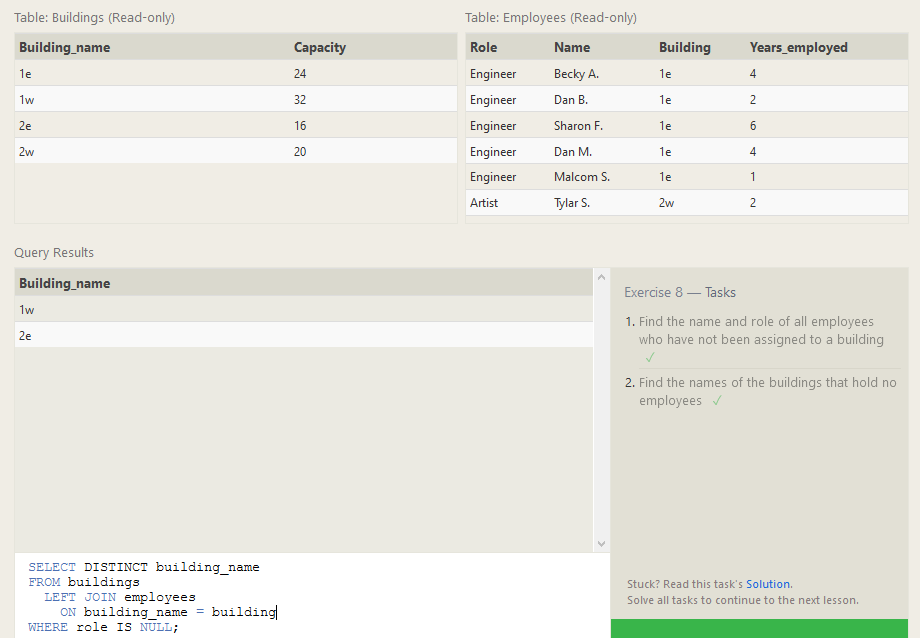 Table: Buildings (Read-only)
Building_name Capacity
1e 24
1w 32
2e 16
2w 20
Table: Employees (Read-only)
Role Name Building Years_employed
Engineer Becky A. 1e 4
Engineer Dan B. 1e 2
Engineer Sharon F. 1e 6
Engineer Dan M. 1e 4
Engineer Malcom S. 1e 1
Artist Tylar S. 2w 2
Query Results
Building_name
1w
2e
SELECT DISTINCT building_name
FROM buildings
LEFT JOIN employees
ON building_name = building
WHERE role IS NULL;
Exercise 8 — Tasks
1. Find the name and role of all employees
who have not been assigned to a building
✓
2. Find the names of the buildings that hold no
employees ✓
Stuck? Read this task's Solution.
Solve all tasks to continue to the next lesson.